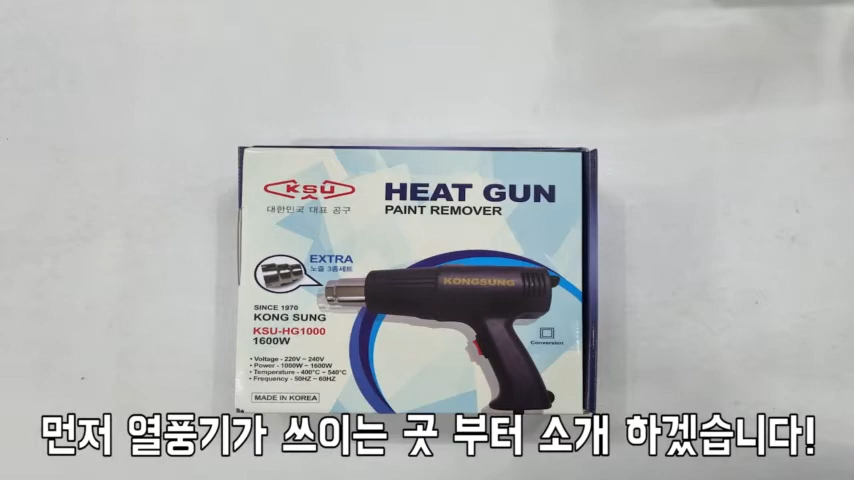 KSU
대한민국 대표 공구
HEAT GUN
PAINT REMOVER
EXTRA
노즐 3종세트
KONGSUNG
SINCE 1970
KONG SUNG
KSU-HG1000
1600W
• Voltage - 220V ~ 240V
• Power - 1000W ~ 1600W
• Temperature - 400°C ~ 540°C
• Frequency - 50HZ ~ 60HZ
MADE IN KOREA
Conversion
먼저 열풍기가 쓰이는 곳 부터 소개 하겠습니다!